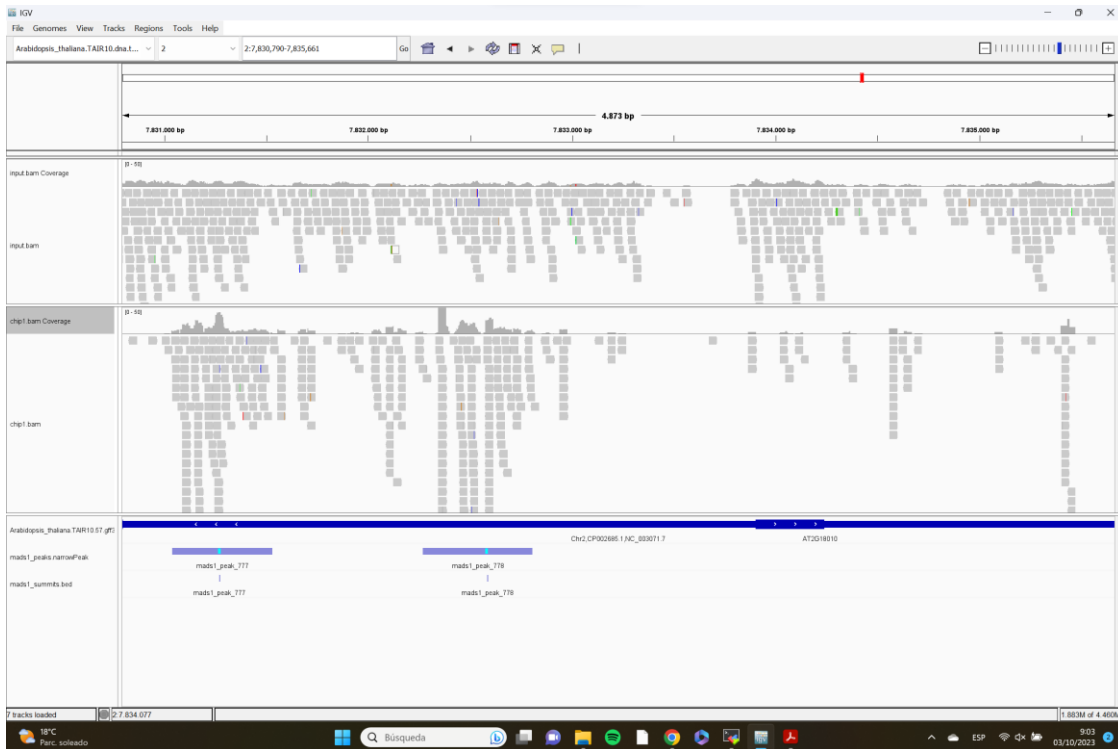 IGV
File Genomes View Tracks Regions Tools Help
Arabidopsis_thaliana.TAIR10.dna.t... 2 2:7,830,790-7,835,661 Go
4.873 bp
7.831.000 bp 7.832.000 bp 7.833.000 bp 7.834.000 bp 7.835.000 bp
[0 - 50]
input.bam Coverage
input.bam
[0 - 50]
chip1.bam Coverage
chip1.bam
Arabidopsis_thaliana.TAIR10.57.gff3
Chr2,CP002685.1,NC_003071.7 AT2G18010
mads1_peaks.narrowPeak
mads1_peak_777 mads1_peak_778
mads1_summits.bed
mads1_peak_777 mads1_peak_778
7 tracks loaded 2:7.834.077 1.883M of 4.460M
18°C
Parc. soleado
Búsqueda
ESP
9:03
03/10/2023
2